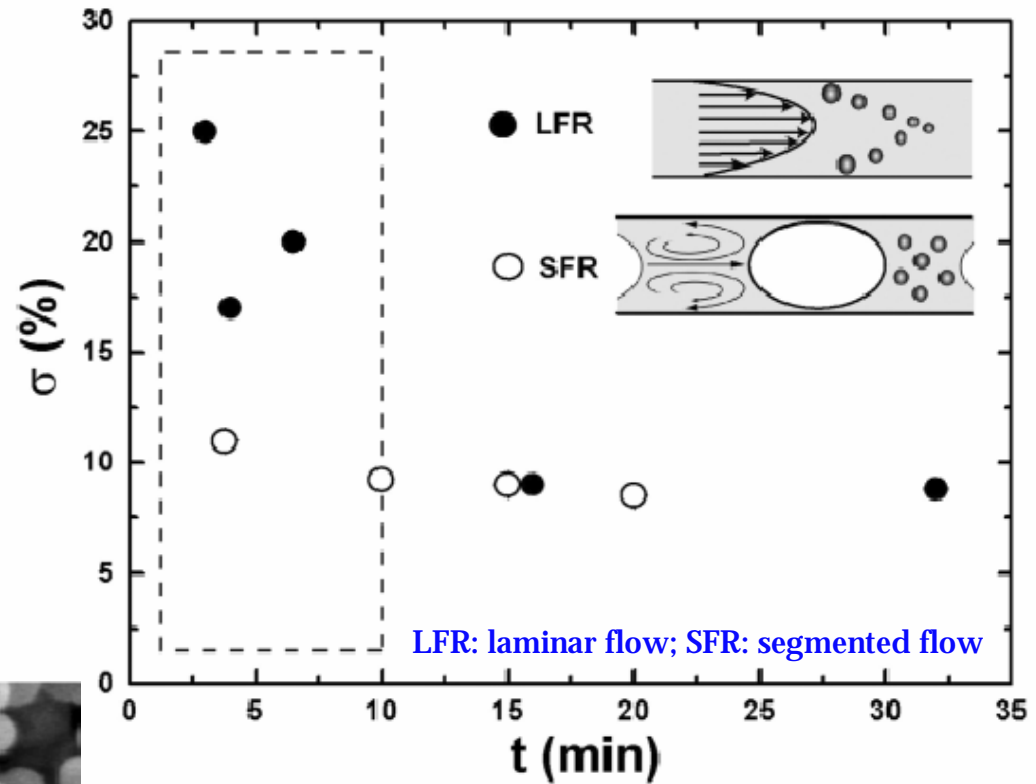 30
25
20
15
10
5
0
σ (%)
LFR
SFR
LFR: laminar flow; SFR: segmented flow
0 5 10 15 20 25 30 35
t (min)